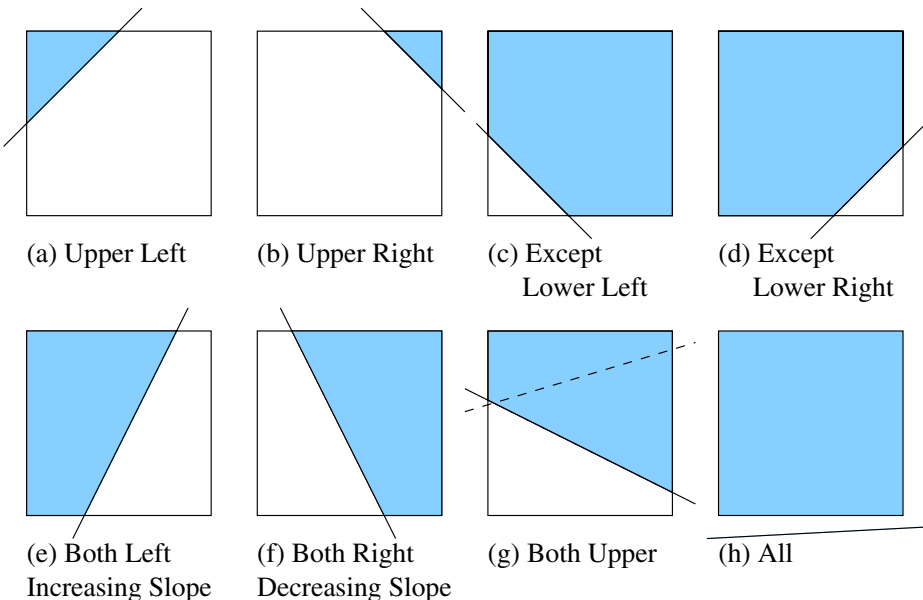 (a) Upper Left
(b) Upper Right
(c) Except
Lower Left
(d) Except
Lower Right
(e) Both Left
Increasing Slope
(f) Both Right
Decreasing Slope
(g) Both Upper
(h) All